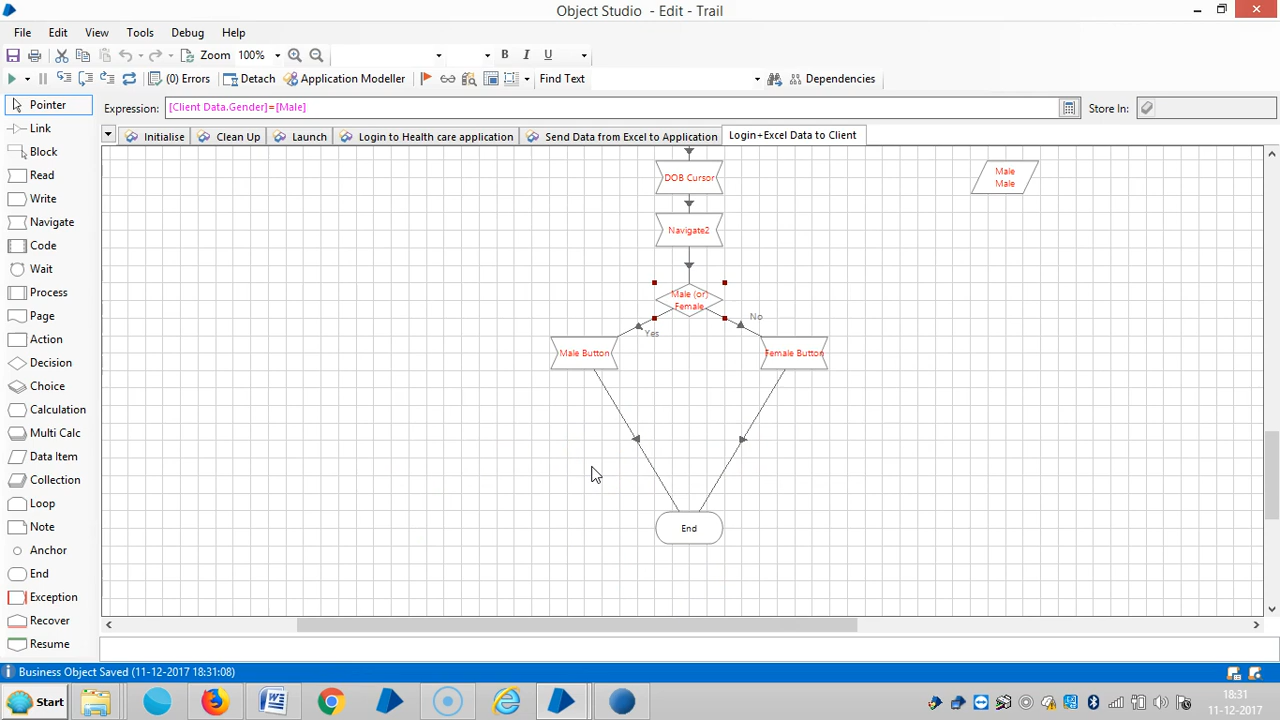 Object Studio - Edit - Trail
File Edit View Tools Debug Help
Zoom 100% B I U
(0) Errors Detach Application Modeller Find Text Dependencies
Pointer
Expression: [Client Data.Gender]=[Male] Store In:
Link
Initialise Clean Up Launch Login to Health care application Send Data from Excel to Application Login+Excel Data to Client
Block
Read
Write
Navigate
Code
Wait
Process
Page
Action
Decision
Choice
Calculation
Multi Calc
Data Item
Collection
Loop
Note
Anchor
End
Exception
Recover
Resume
DOB Cursor
Male
Male
Navigate2
Male (or)
Female
Yes
No
Male Button
Female Button
End
Business Object Saved (11-12-2017 18:31:08)
Start
18:31
11-12-2017